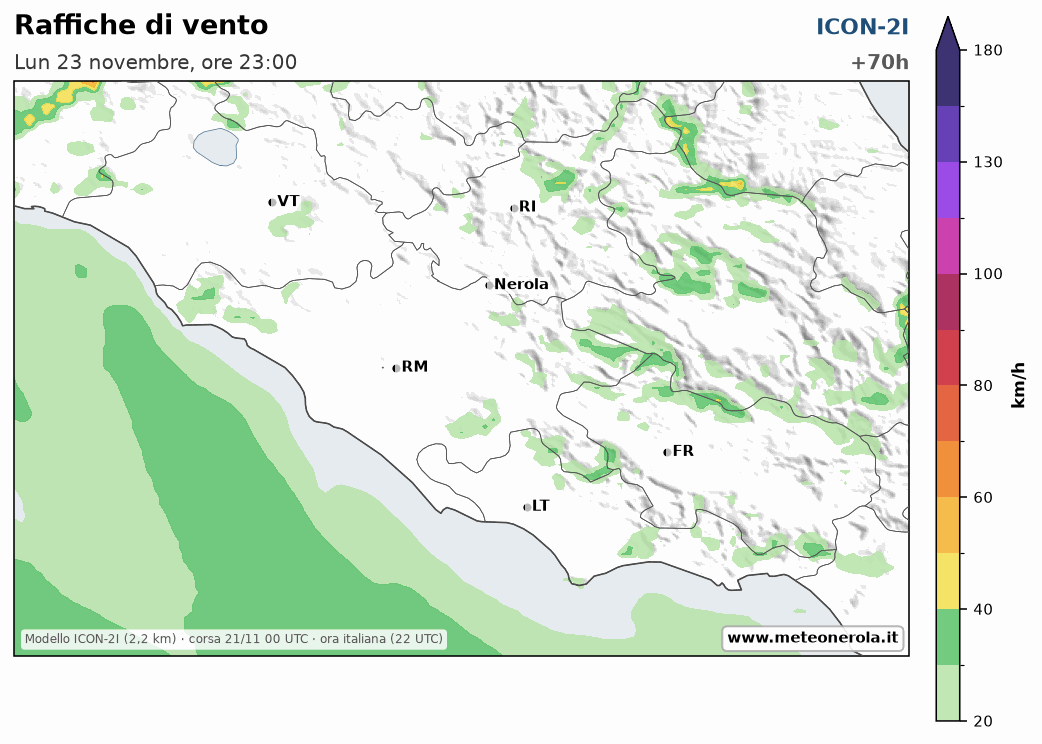 Raffiche di vento
ICON-2I
Lun 23 novembre, ore 23:00
+70h
VT
RI
Nerola
RM
FR
LT
Modello ICON-2I (2,2 km) · corsa 21/11 00 UTC · ora italiana (22 UTC)
www.meteonerola.it
180
130
100
80
60
40
20
km/h